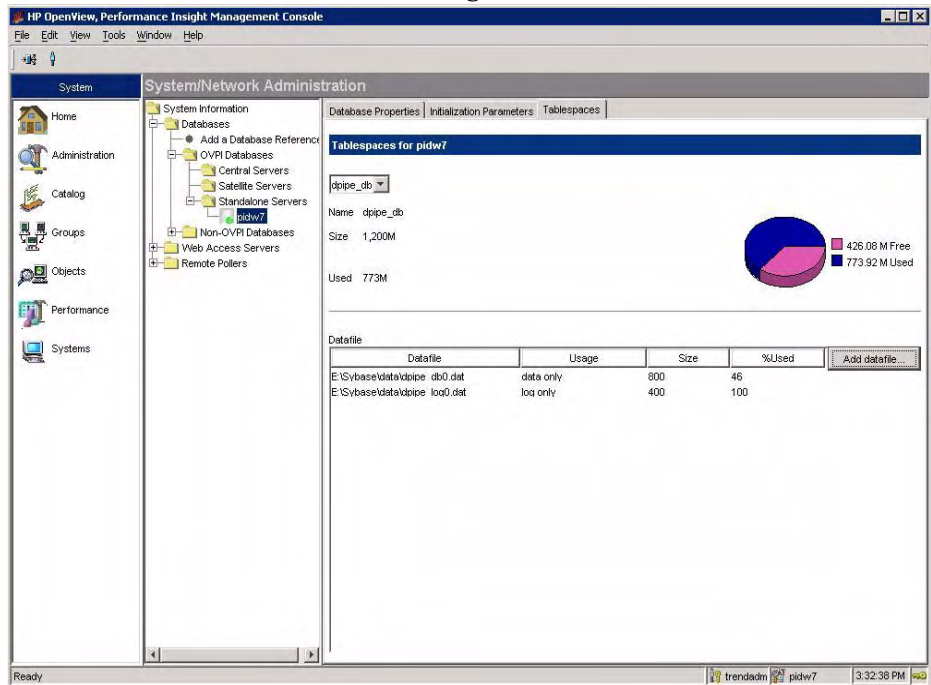 HP OpenView, Performance Insight Management Console
File Edit View Tools Window Help
System
System/Network Administration
Home
Administration
Catalog
Groups
Objects
Performance
Systems
System Information
Databases
Add a Database Reference
OVPI Databases
Central Servers
Satellite Servers
Standalone Servers
pidw7
Non-OVPI Databases
Web Access Servers
Remote Pollers
Database Properties Initialization Parameters Tablespaces
Tablespaces for pidw7
dpipe_db
Name dpipe_db
Size 1,200M
Used 773M
426.08 M Free
773.92 M Used
Datafile
Datafile Usage Size %Used Add datafile...
E:\Sybase\data\dpipe_db0.dat data only 800 46
E:\Sybase\data\dpipe_log0.dat log only 400 100
Ready trendadm pidw7 3:32:38 PM